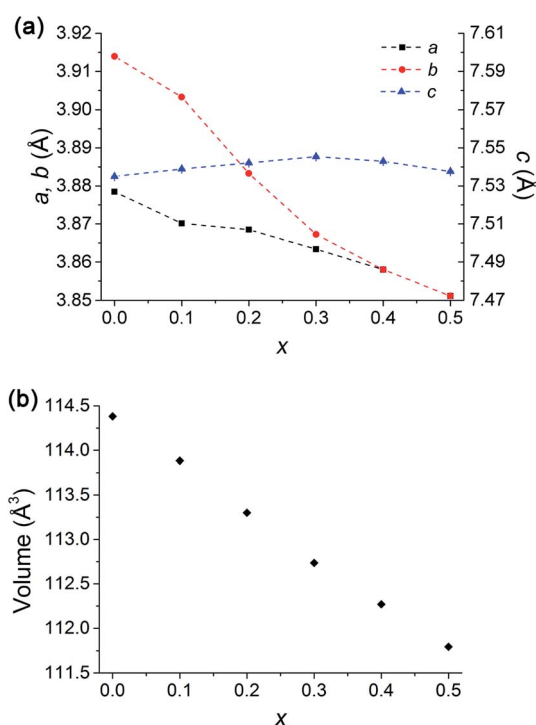 (a)
3.92
3.91
3.90
3.89
3.88
3.87
3.86
3.85
a, b (Å)
7.61
7.59
7.57
7.55
7.53
7.51
7.49
7.47
c (Å)
a
b
c
0.0 0.1 0.2 0.3 0.4 0.5
x
(b)
114.5
114.0
113.5
113.0
112.5
112.0
111.5
Volume (Å³)
0.0 0.1 0.2 0.3 0.4 0.5
x